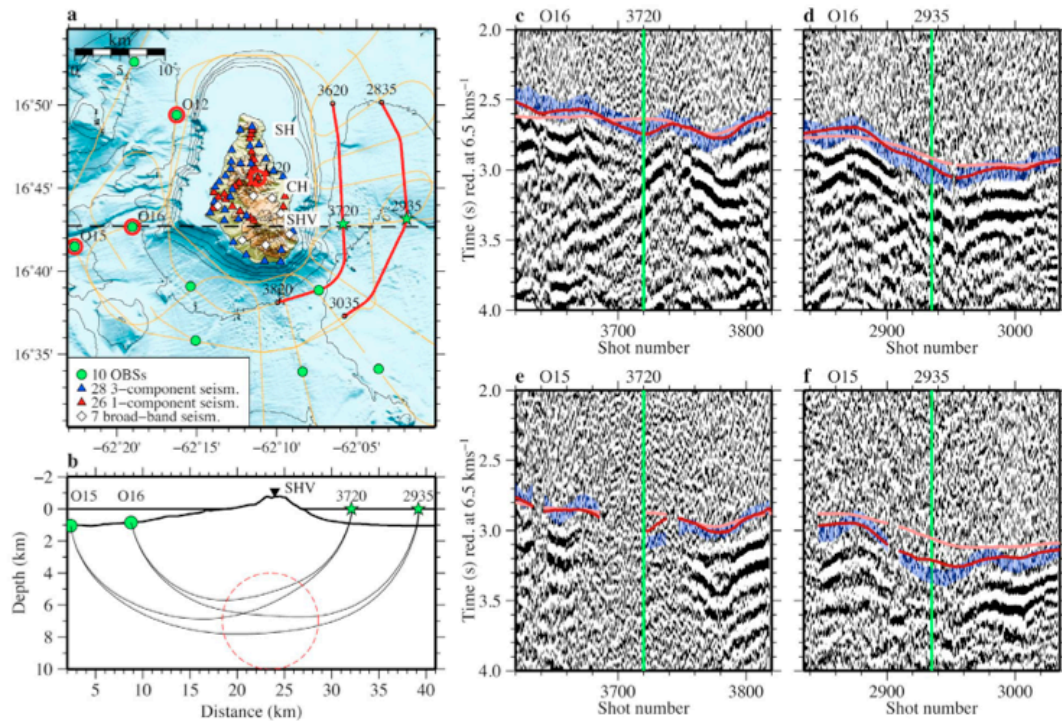 a
km
0 5 10
O12
3620 2835
16°50'
SH
O20
16°45'
CH
O16
SHV
3720 2935
O15
16°40'
3820
3035
16°35'
10 OBSs
28 3-component seism.
26 1-component seism.
7 broad-band seism.
-62°20' -62°15' -62°10' -62°05'
b
-2
O15 O16 SHV 3720 2935
0
2
4
6
8
10
Depth (km)
5 10 15 20 24 30 35 40
Distance (km)
c O16 3720
2.0
2.5
3.0
3.5
4.0
Time (s) red. at 6.5 kms⁻¹
3700 3800
Shot number
d O16 2935
2900 3000
Shot number
e O15 3720
2.0
2.5
3.0
3.5
4.0
Time (s) red. at 6.5 kms⁻¹
3700 3800
Shot number
f O15 2935
2900 3000
Shot number